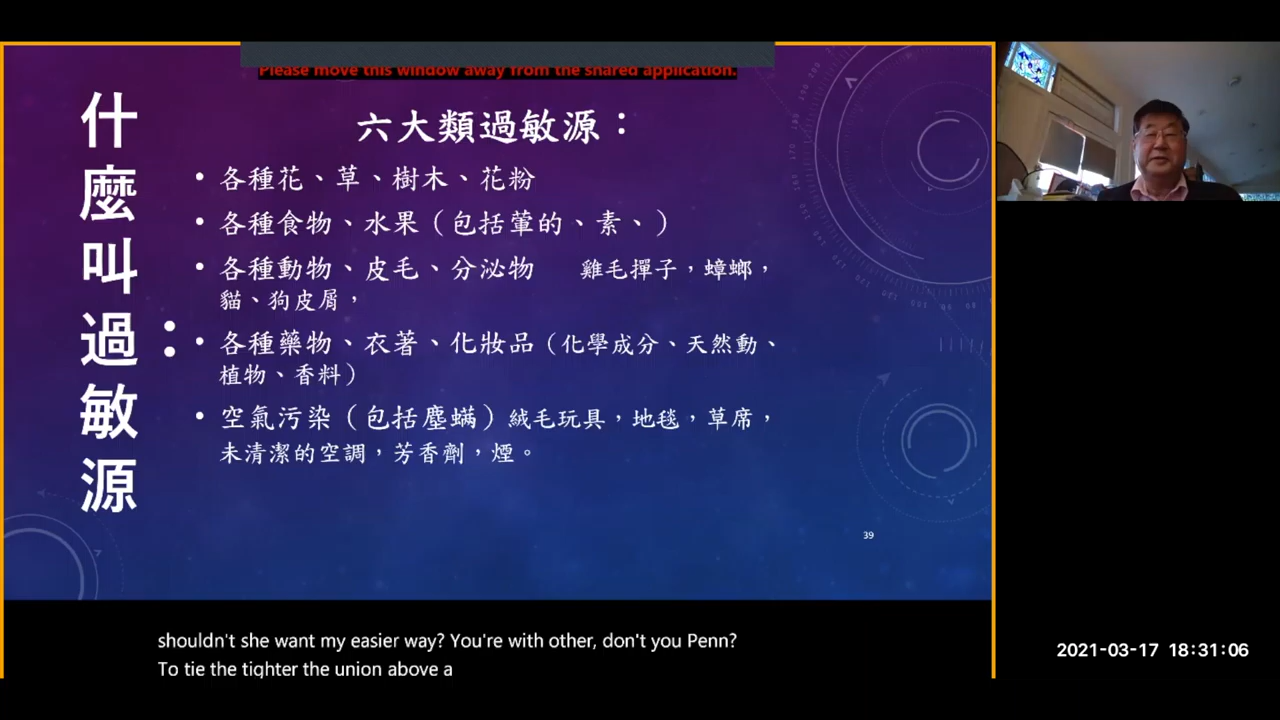 Please move this window away from the shared application.
什麼叫過敏源：
六大類過敏源：
• 各種花、草、樹木、花粉
• 各種食物、水果（包括葷的、素、）
• 各種動物、皮毛、分泌物 雞毛撣子，蟑螂，
貓、狗皮屑，
• 各種藥物、衣著、化妝品（化學成分、天然動、
植物、香料）
• 空氣污染（包括塵蟎）絨毛玩具，地毯，草席，
未清潔的空調，芳香劑，煙。
39
shouldn't she want my easier way? You're with other, don't you Penn?
To tie the tighter the union above a
2021-03-17 18:31:06